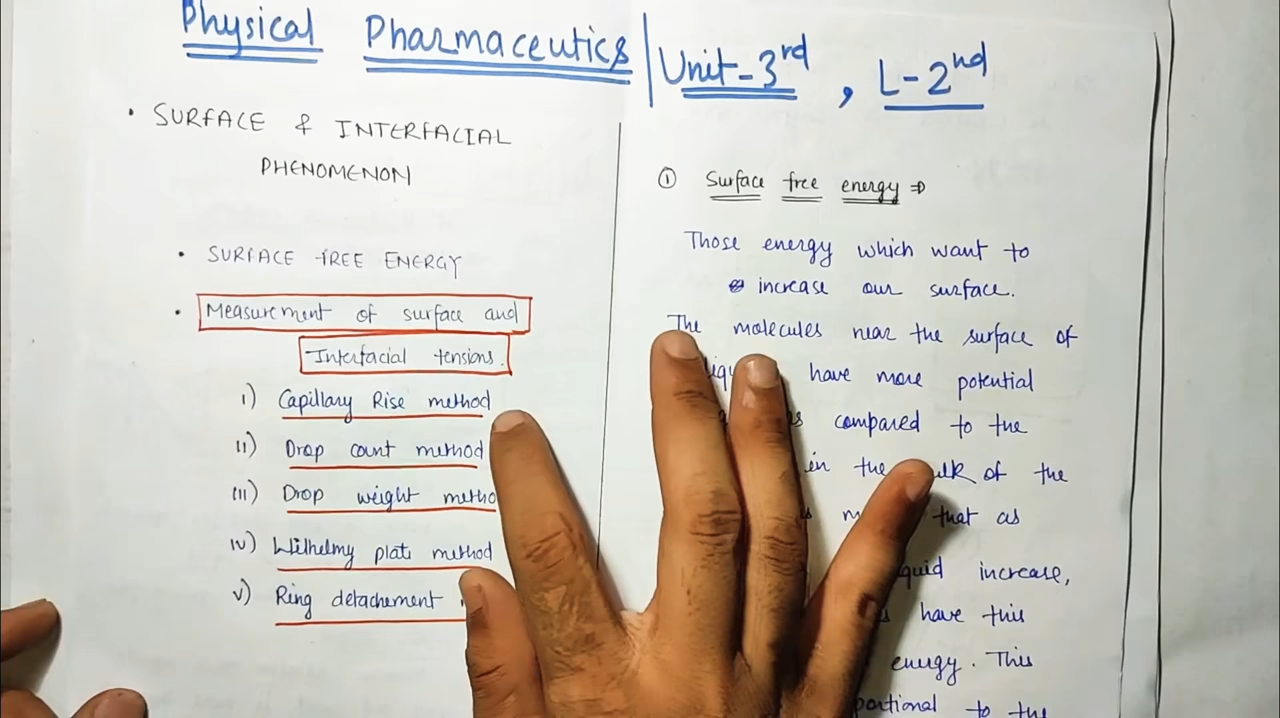 Physical Pharmaceutics | Unit-3rd, L-2nd
• SURFACE & INTERFACIAL
PHENOMENON
• SURFACE FREE ENERGY
• Measurement of surface and
Interfacial tensions.
i) Capillary Rise method
ii) Drop count method
iii) Drop weight
iv) Wilhelmy plate method
v) Ring detachement
① Surface free energy ⇒
Those energy which want to
increase our surface.
The molecules near the surface of
have more potential
compared to the
in the of the
that as
increase,
have this
energy. This
to the